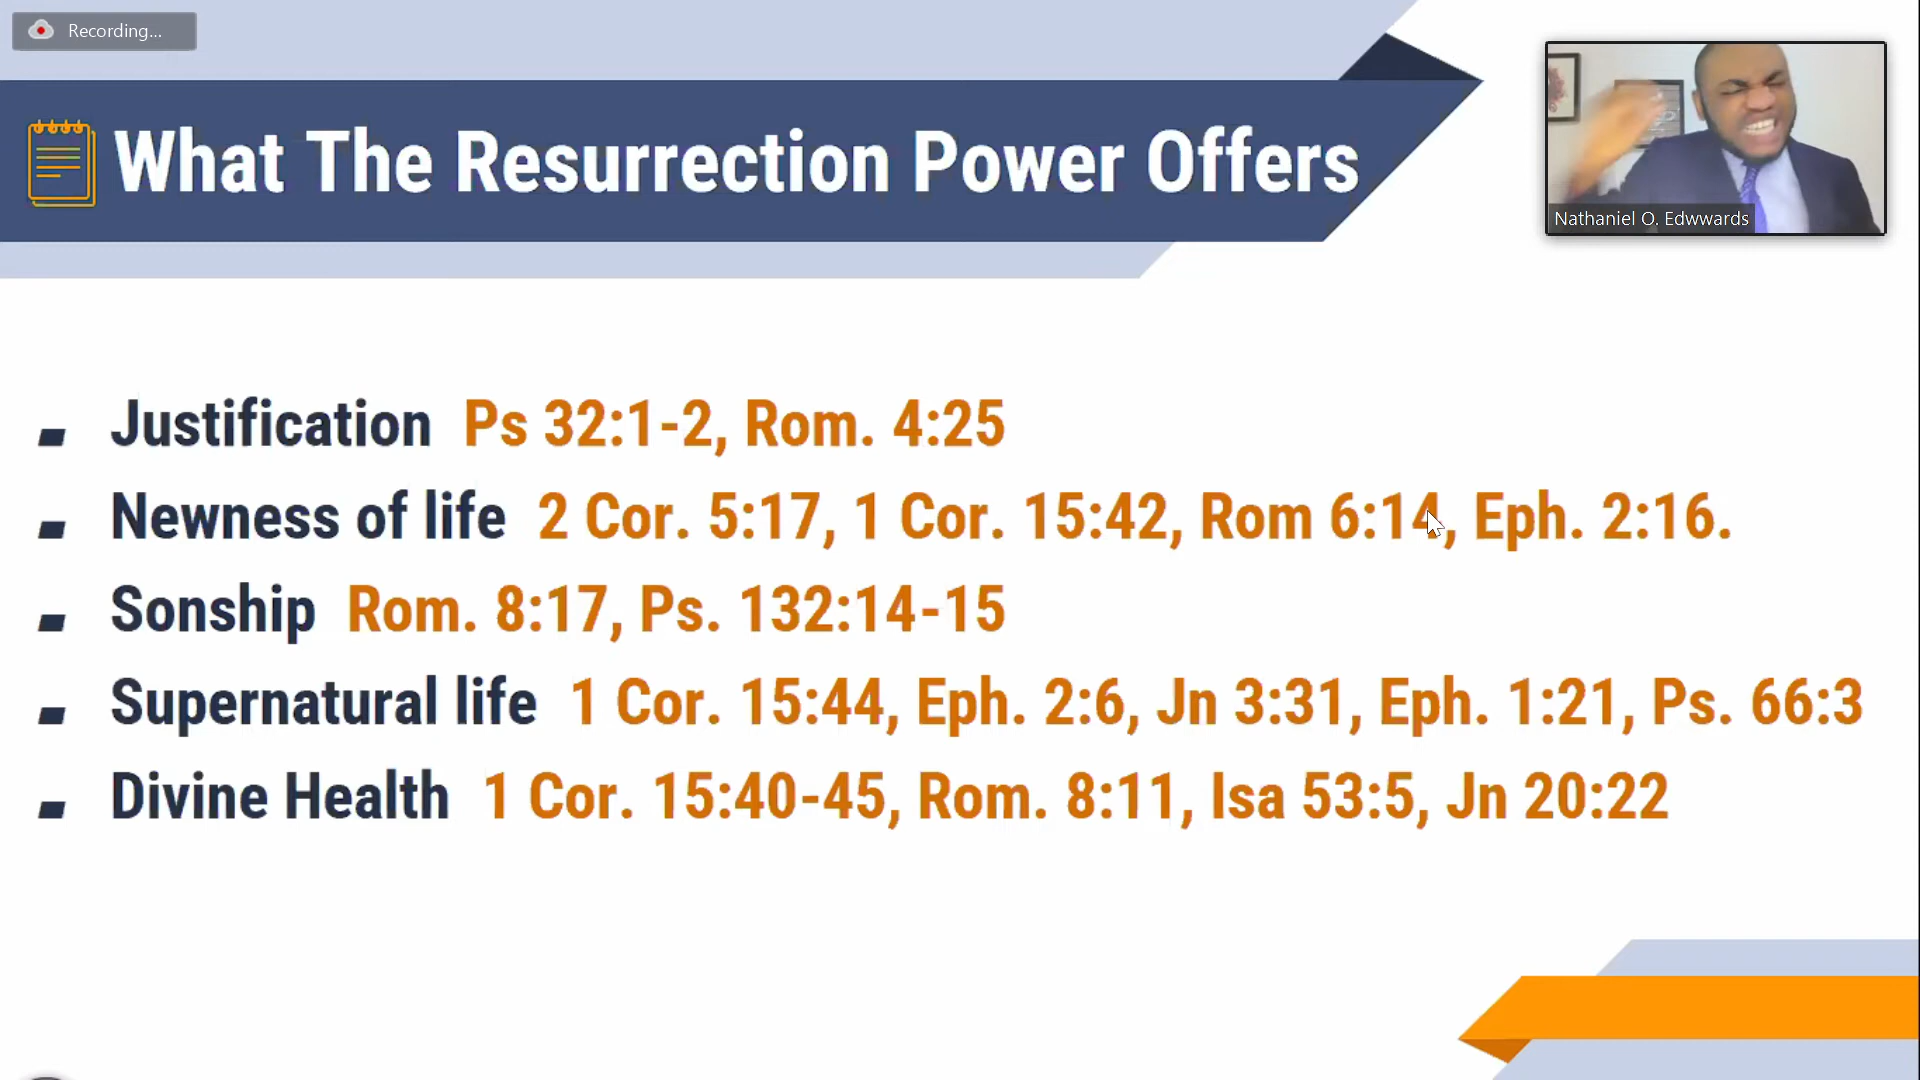 Recording...
What The Resurrection Power Offers
Nathaniel O. Edwwards
Justification Ps 32:1-2, Rom. 4:25
Newness of life 2 Cor. 5:17, 1 Cor. 15:42, Rom 6:14, Eph. 2:16.
Sonship Rom. 8:17, Ps. 132:14-15
Supernatural life 1 Cor. 15:44, Eph. 2:6, Jn 3:31, Eph. 1:21, Ps. 66:3
Divine Health 1 Cor. 15:40-45, Rom. 8:11, Isa 53:5, Jn 20:22